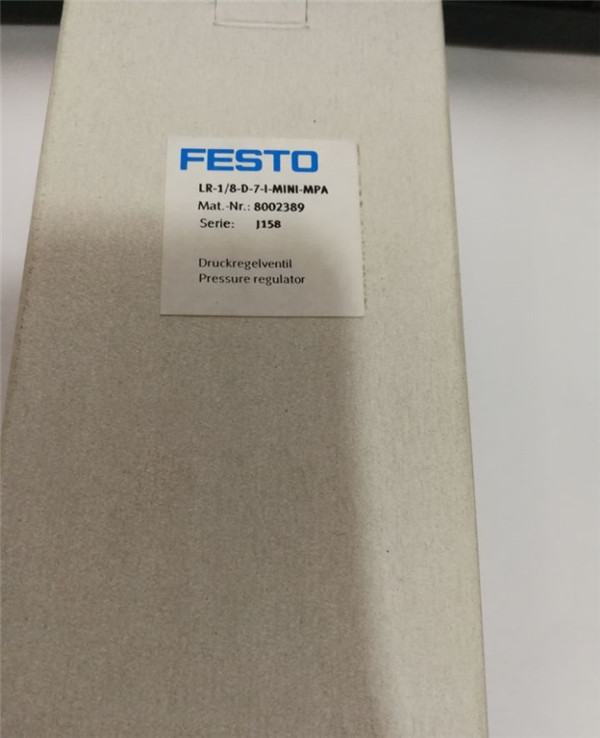 FESTO
LR-1/8-D-7-I-MINI-MPA
Mat.-Nr.: 8002389
Serie: J158
Druckregelventil
Pressure regulator